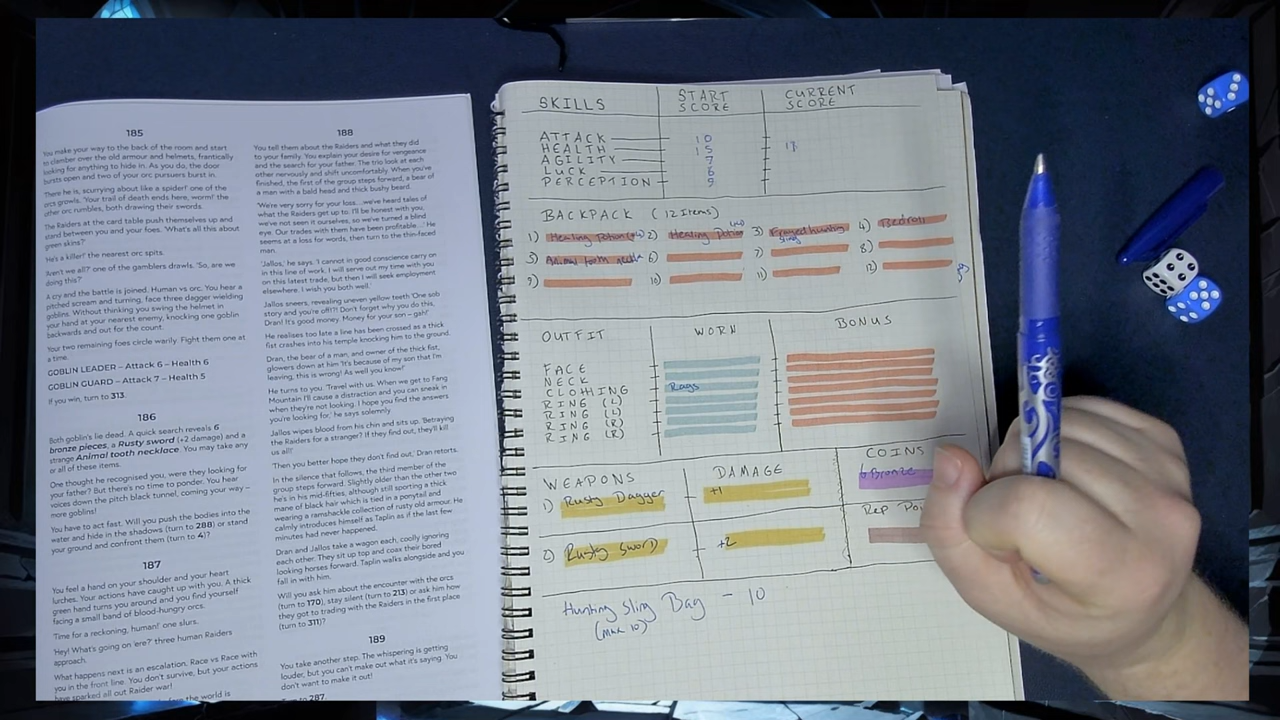 185
You make your way to the back of the room and start
to clamber over the old armour and helmets, frantically
looking for anything to hide in. As you do, the door
bursts open and two of your orc pursuers burst in.
There he is, scurrying about like a spider! one of the
orcs growls. 'Your trail of death ends here, worm!' the
other orc rumbles, both drawing their swords.
The Raiders at the card table push themselves up and
stand between you and your foes. 'What's all this about
green skins?'
'He's a killer!' the nearest orc spits.
'Aren't we all?' one of the gamblers drawls. 'So, are we
doing this?'
A cry and the battle is joined. Human vs orc. You hear a
pitched scream and turning, face three dagger wielding
goblins. Without thinking you swing the helmet in
your hand at your nearest enemy, knocking one goblin
backwards and out for the count.
Your two remaining foes circle warily. Fight them one at
a time.
GOBLIN LEADER – Attack 6 – Health 6
GOBLIN GUARD – Attack 7 – Health 5
If you win, turn to 313.
186
Both goblin's lie dead. A quick search reveals 6
bronze pieces, a Rusty sword (+2 damage) and a
strange Animal tooth necklace. You may take any
or all of these items.
One thought he recognised you, were they looking for
your father? But there's no time to ponder. You hear
voices down the pitch black tunnel, coming your way –
more goblins!
You have to act fast. Will you push the bodies into the
water and hide in the shadows (turn to 288) or stand
your ground and confront them (turn to 4)?
187
You feel a hand on your shoulder and your heart
lurches. Your actions have caught up with you. A thick
green hand turns you around and you find yourself
facing a small band of blood-hungry orcs.
Time for a reckoning, human!' one slurs.
'Hey! What's going on 'ere?' three human Raiders
approach.
What happens next is an escalation. Race vs Race with
you in the front line. You don't survive, but your actions
have sparked all out Raider war!
the world is
188
You tell them about the Raiders and what they did
to your family. You explain your desire for vengeance
and the search for your father. The trio look at each
other nervously and shift uncomfortably. When you've
finished, the first of the group steps forward, a bear of
a man with a bald head and thick bushy beard.
'We're very sorry for your loss....we've heard tales of
what the Raiders get up to. I'll be honest with you,
we've not seen it ourselves, so we've turned a blind
eye. Our trades with them have been profitable...' He
seems at a loss for words, then turn to the thin-faced
man.
'Jallos,' he says. 'I cannot in good conscience carry on
in this line of work. I will serve out my time with you
on this latest trade, but then I will seek employment
elsewhere. I wish you both well.'
Jallos sneers, revealing uneven yellow teeth 'One sob
story and you're off!? Don't forget why you do this,
Dran! It's good money. Money for your son – gah!'
He realises too late a line has been crossed as a thick
fist crashes into his temple knocking him to the ground.
Dran, the bear of a man, and owner of the thick fist,
glowers down at him 'It's because of my son that I'm
leaving, this is wrong! As well you know!'
He turns to you. 'Travel with us. When we get to Fang
Mountain I'll cause a distraction and you can sneak in
when they're not looking. I hope you find the answers
you're looking for,' he says solemnly.
Jallos wipes blood from his chin and sits up. 'Betraying
the Raiders for a stranger? If they find out, they'll kill
us all!'
'Then you better hope they don't find out,' Dran retorts.
In the silence that follows, the third member of the
group steps forward. Slightly older than the other two
he's in his mid-fifties, although still sporting a thick
mane of black hair which is tied in a ponytail and
wearing a ramshackle collection of rusty old armour. He
calmly introduces himself as Taplin as if the last few
minutes had never happened.
Dran and Jallos take a wagon each, coolly ignoring
each other. They sit up top and coax their bored
looking horses forward. Taplin walks alongside and you
fall in with him.
Will you ask him about the encounter with the orcs
(turn to 170), stay silent (turn to 213) or ask him how
they got to trading with the Raiders in the first place
(turn to 311)?
189
You take another step. The whispering is getting
louder, but you can't make out what it's saying. You
don't want to make it out!
287.
SKILLS START SCORE CURRENT SCORE
ATTACK 10
HEALTH 15
AGILITY 7
LUCK 6
PERCEPTION 9
BACKPACK (12 Items)
1) Healing Potion 2) Healing Potion 3) Frayed hunting sling 4) Bedroll
5) Animal tooth neckl 6) 7) 8)
9) 10) 11) 12)
OUTFIT WORN BONUS
FACE
NECK
CLOTHING Rags
RING (L)
RING (L)
RING (R)
RING (R)
WEAPONS DAMAGE COINS
1) Rusty Dagger +1 6 Bronze
Rep Poi
2) Rusty Sword +2
Hunting Sling Bag – 10
(max 10)